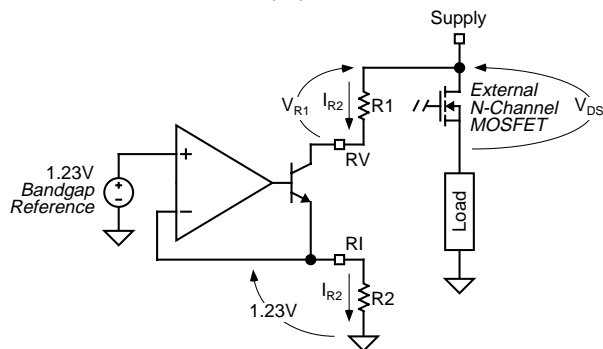 Supply
V_R1
I_R2
R1
External
N-Channel
MOSFET
V_DS
RV
1.23V
Bandgap
Reference
+
−
+
−
Load
RI
I_R2
R2
1.23V